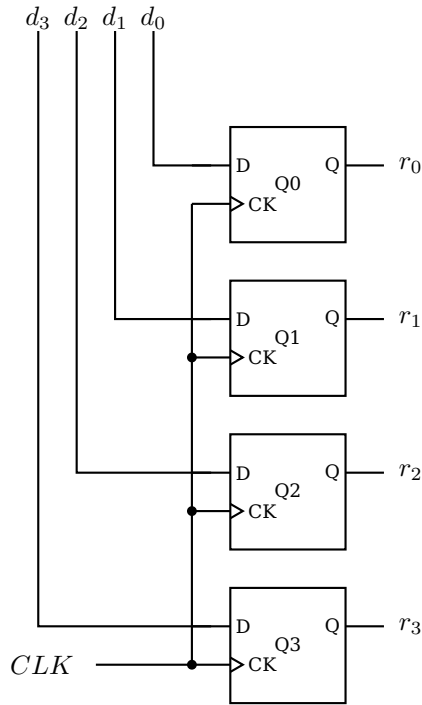 d₃ d₂ d₁ d₀
D Q r₀
Q0
CK
D Q r₁
Q1
CK
D Q r₂
Q2
CK
D Q r₃
Q3
CLK CK